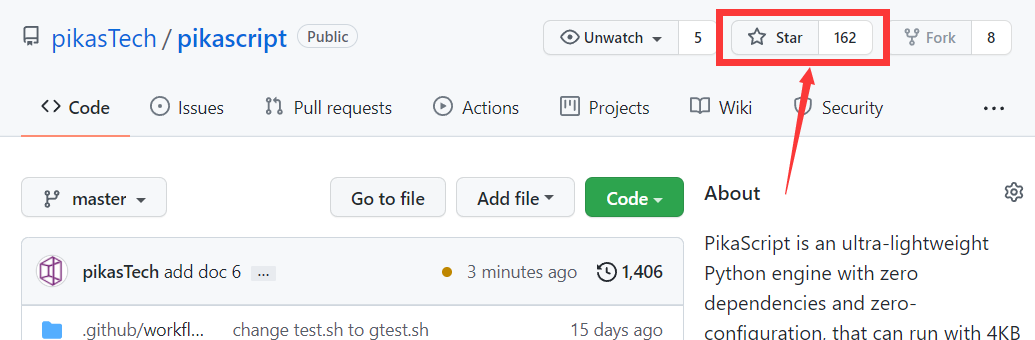 pikasTech / pikascript Public
Unwatch 5 Star 162 Fork 8
Code Issues Pull requests Actions Projects Wiki Security ...
master Go to file Add file Code About
PikaScript is an ultra-lightweight
Python engine with zero
dependencies and zero-
configuration, that can run with 4KB
pikasTech add doc 6 ... 3 minutes ago 1,406
.github/workfl... change test.sh to gtest.sh 15 days ago